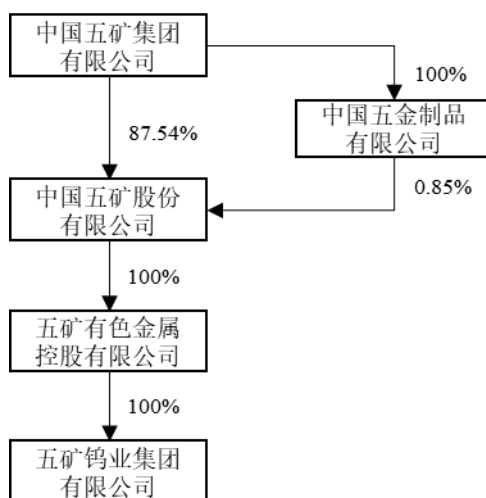 中国五矿集团
有限公司
100%
中国五金制品
有限公司
87.54%
0.85%
中国五矿股份
有限公司
100%
五矿有色金属
控股有限公司
100%
五矿钨业集团
有限公司